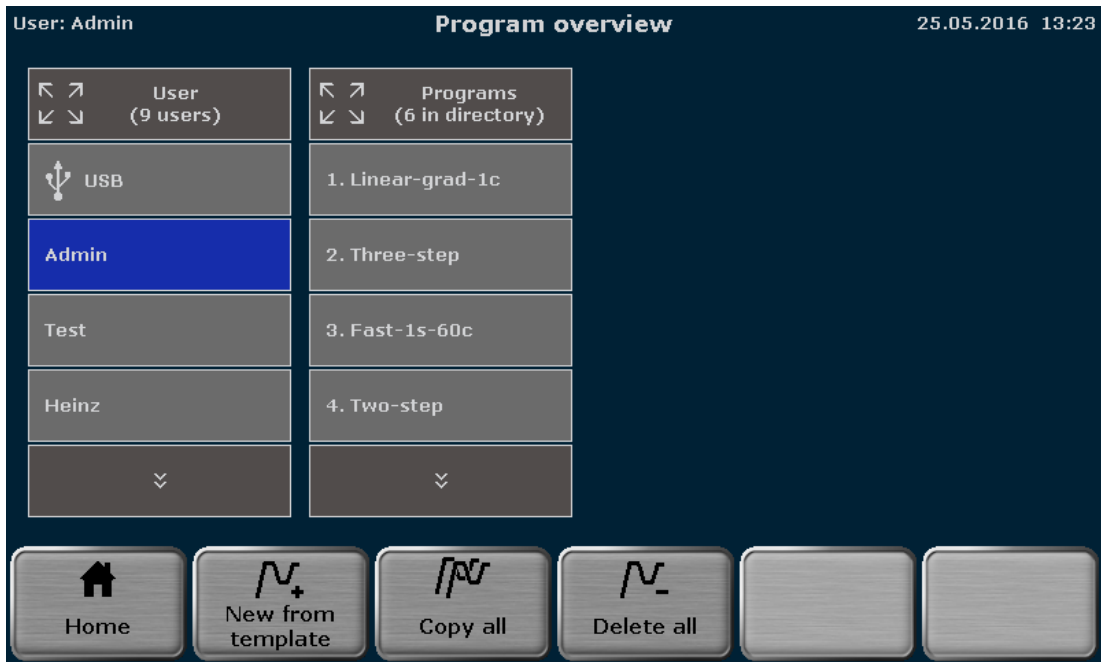 User: Admin
Program overview
25.05.2016 13:23
User
(9 users)
USB
Admin
Test
Heinz
Programs
(6 in directory)
1. Linear-grad-1c
2. Three-step
3. Fast-1s-60c
4. Two-step
Home
New from
template
Copy all
Delete all